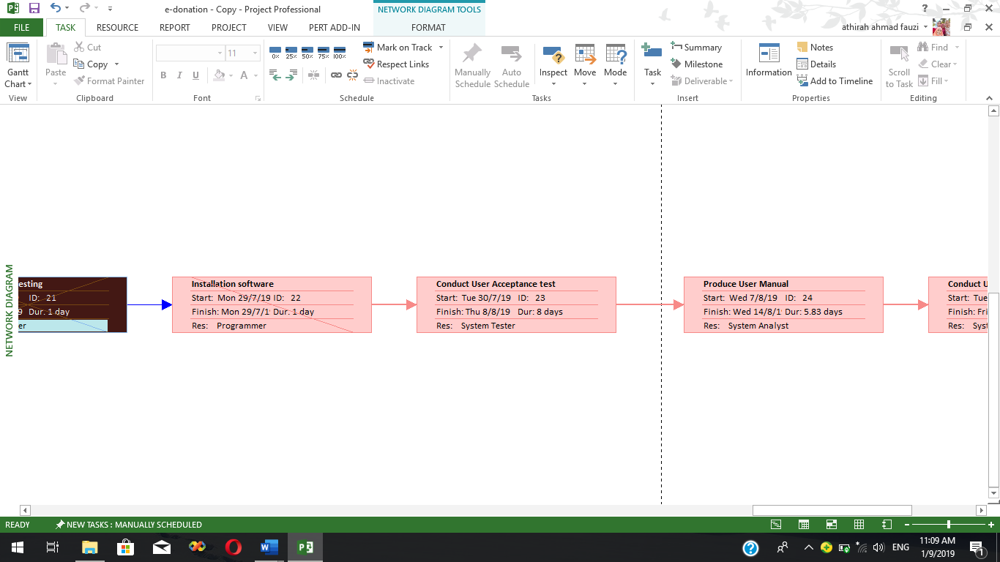 e-donation - Copy - Project Professional
NETWORK DIAGRAM TOOLS
?
FILE TASK RESOURCE REPORT PROJECT VIEW PERT ADD-IN FORMAT
athirah ahmad fauzi
Gantt Chart
View
Paste
Cut
Copy
Format Painter
Clipboard
11
B I U A
Font
0% 25% 50% 75% 100%
Mark on Track
Respect Links
Inactivate
Schedule
Manually Schedule
Auto Schedule
Inspect
Move
Mode
Tasks
Task
Summary
Milestone
Deliverable
Insert
Information
Notes
Details
Add to Timeline
Properties
Scroll to Task
Find
Clear
Fill
Editing
NETWORK DIAGRAM
esting
ID: 21
9 Dur: 1 day
er
Installation software
Start: Mon 29/7/19 ID: 22
Finish: Mon 29/7/1 Dur: 1 day
Res: Programmer
Conduct User Acceptance test
Start: Tue 30/7/19 ID: 23
Finish: Thu 8/8/19 Dur: 8 days
Res: System Tester
Produce User Manual
Start: Wed 7/8/19 ID: 24
Finish: Wed 14/8/1 Dur: 5.83 days
Res: System Analyst
Conduct U
Start: Tue
Finish: Fri
Res: Syst
READY NEW TASKS : MANUALLY SCHEDULED
ENG
11:09 AM
1/9/2019
1